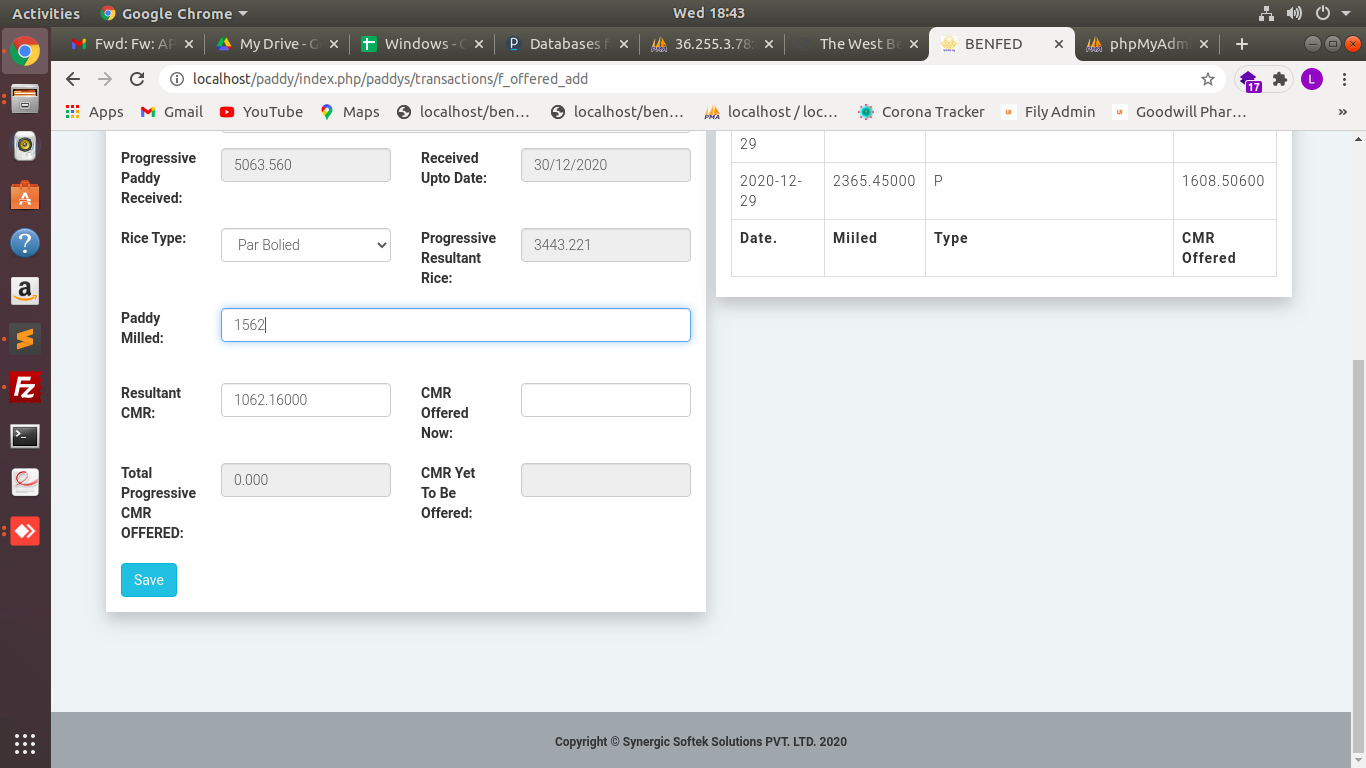 Activities
Google Chrome
Wed 18:43
Fwd: Fw: AP
My Drive - G
Windows - G
Databases f
36.255.3.78:
The West Be
BENFED
phpMyAdm
localhost/paddy/index.php/paddys/transactions/f_offered_add
17
L
Apps
Gmail
YouTube
Maps
localhost/ben...
localhost/ben...
localhost / loc...
Corona Tracker
Fily Admin
Goodwill Phar...
»
Progressive
Paddy
Received:
5063.560
Received
Upto Date:
30/12/2020
Rice Type:
Par Bolied
Progressive
Resultant
Rice:
3443.221
Paddy
Milled:
1562
Resultant
CMR:
1062.16000
CMR
Offered
Now:
Total
Progressive
CMR
OFFERED:
0.000
CMR Yet
To Be
Offered:
Save
29
2020-12-
29
2365.45000
P
1608.50600
Date.
Miilled
Type
CMR
Offered
Copyright © Synergic Softek Solutions PVT. LTD. 2020